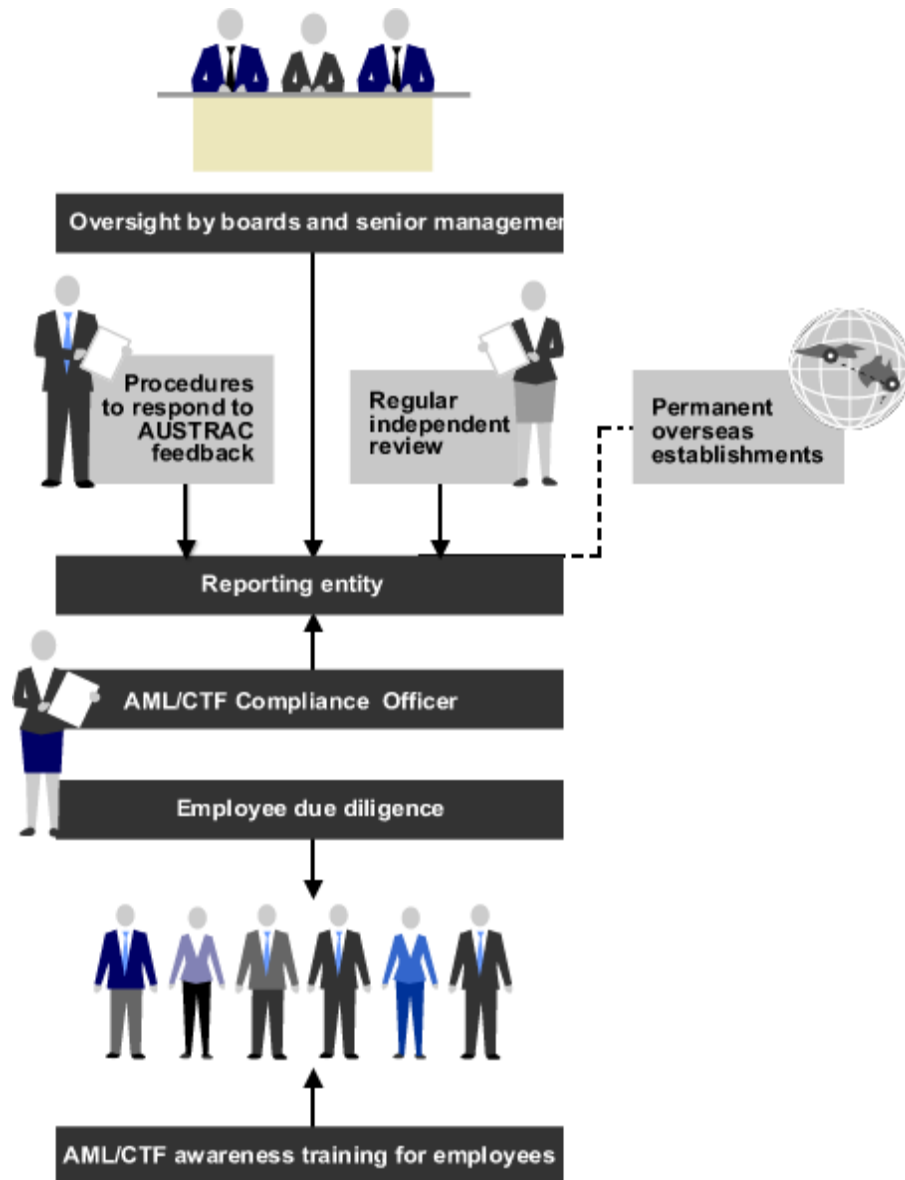 Oversight by boards and senior managemen
Procedures
to respond to
AUSTRAC
feedback
Regular
independent
review
Permanent
overseas
establishments
Reporting entity
AML/CTF Compliance Officer
Employee due diligence
AML/CTF awareness training for employees